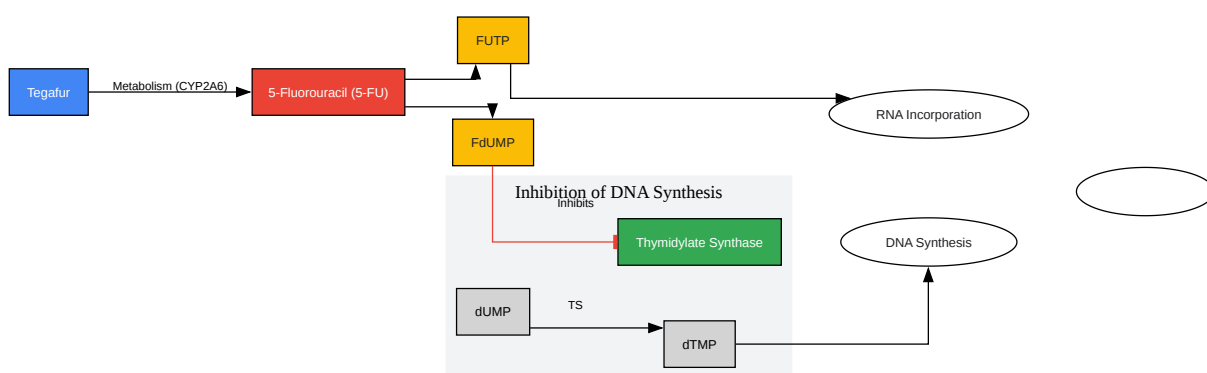 FUTP
Tegafur
Metabolism (CYP2A6)
5-Fluorouracil (5-FU)
RNA Incorporation
FdUMP
Inhibition of DNA Synthesis
Inhibits
Thymidylate Synthase
DNA Synthesis
dUMP
TS
dTMP